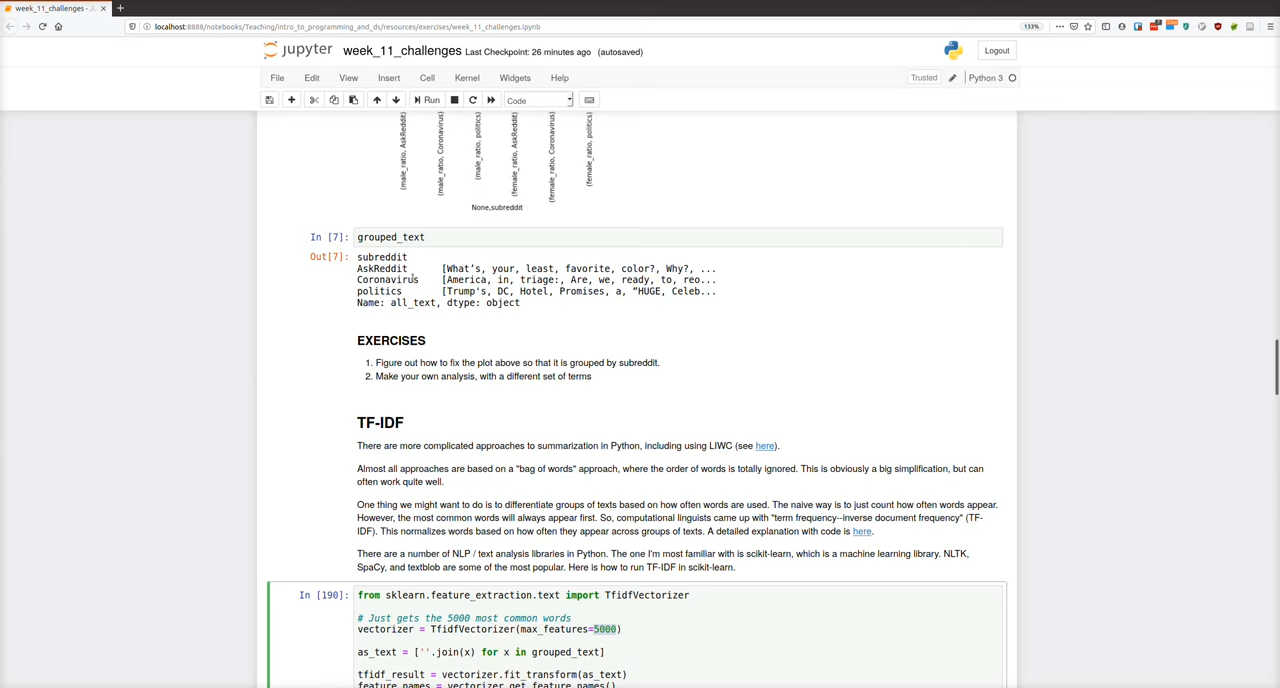 week_11_challenges - Ju
localhost:8888/notebooks/Teaching/intro_to_programming_and_ds/resources/exercises/week_11_challenges.ipynb
133%
jupyter week_11_challenges Last Checkpoint: 26 minutes ago (autosaved)
Logout
File Edit View Insert Cell Kernel Widgets Help
Trusted Python 3
Run Code
(male_ratio, AskReddit)
(male_ratio, Coronavirus)
(male_ratio, politics)
(female_ratio, AskReddit)
(female_ratio, Coronavirus)
(female_ratio, politics)
None,subreddit
In [7]: grouped_text
Out[7]: subreddit
AskReddit [What’s, your, least, favorite, color?, Why?, ...
Coronavirus [America, in, triage:, Are, we, ready, to, reo...
politics [Trump's, DC, Hotel, Promises, a, “HUGE, Celeb...
Name: all_text, dtype: object
EXERCISES
1. Figure out how to fix the plot above so that it is grouped by subreddit.
2. Make your own analysis, with a different set of terms
TF-IDF
There are more complicated approaches to summarization in Python, including using LIWC (see here).
Almost all approaches are based on a "bag of words" approach, where the order of words is totally ignored. This is obviously a big simplification, but can
often work quite well.
One thing we might want to do is to differentiate groups of texts based on how often words are used. The naive way is to just count how often words appear.
However, the most common words will always appear first. So, computational linguists came up with "term frequency--inverse document frequency" (TF-
IDF). This normalizes words based on how often they appear across groups of texts. A detailed explanation with code is here.
There are a number of NLP / text analysis libraries in Python. The one I'm most familiar with is scikit-learn, which is a machine learning library. NLTK,
SpaCy, and textblob are some of the most popular. Here is how to run TF-IDF in scikit-learn.
In [190]: from sklearn.feature_extraction.text import TfidfVectorizer
# Just gets the 5000 most common words
vectorizer = TfidfVectorizer(max_features=5000)
as_text = [''.join(x) for x in grouped_text]
tfidf_result = vectorizer.fit_transform(as_text)
feature_names = vectorizer.get_feature_names()